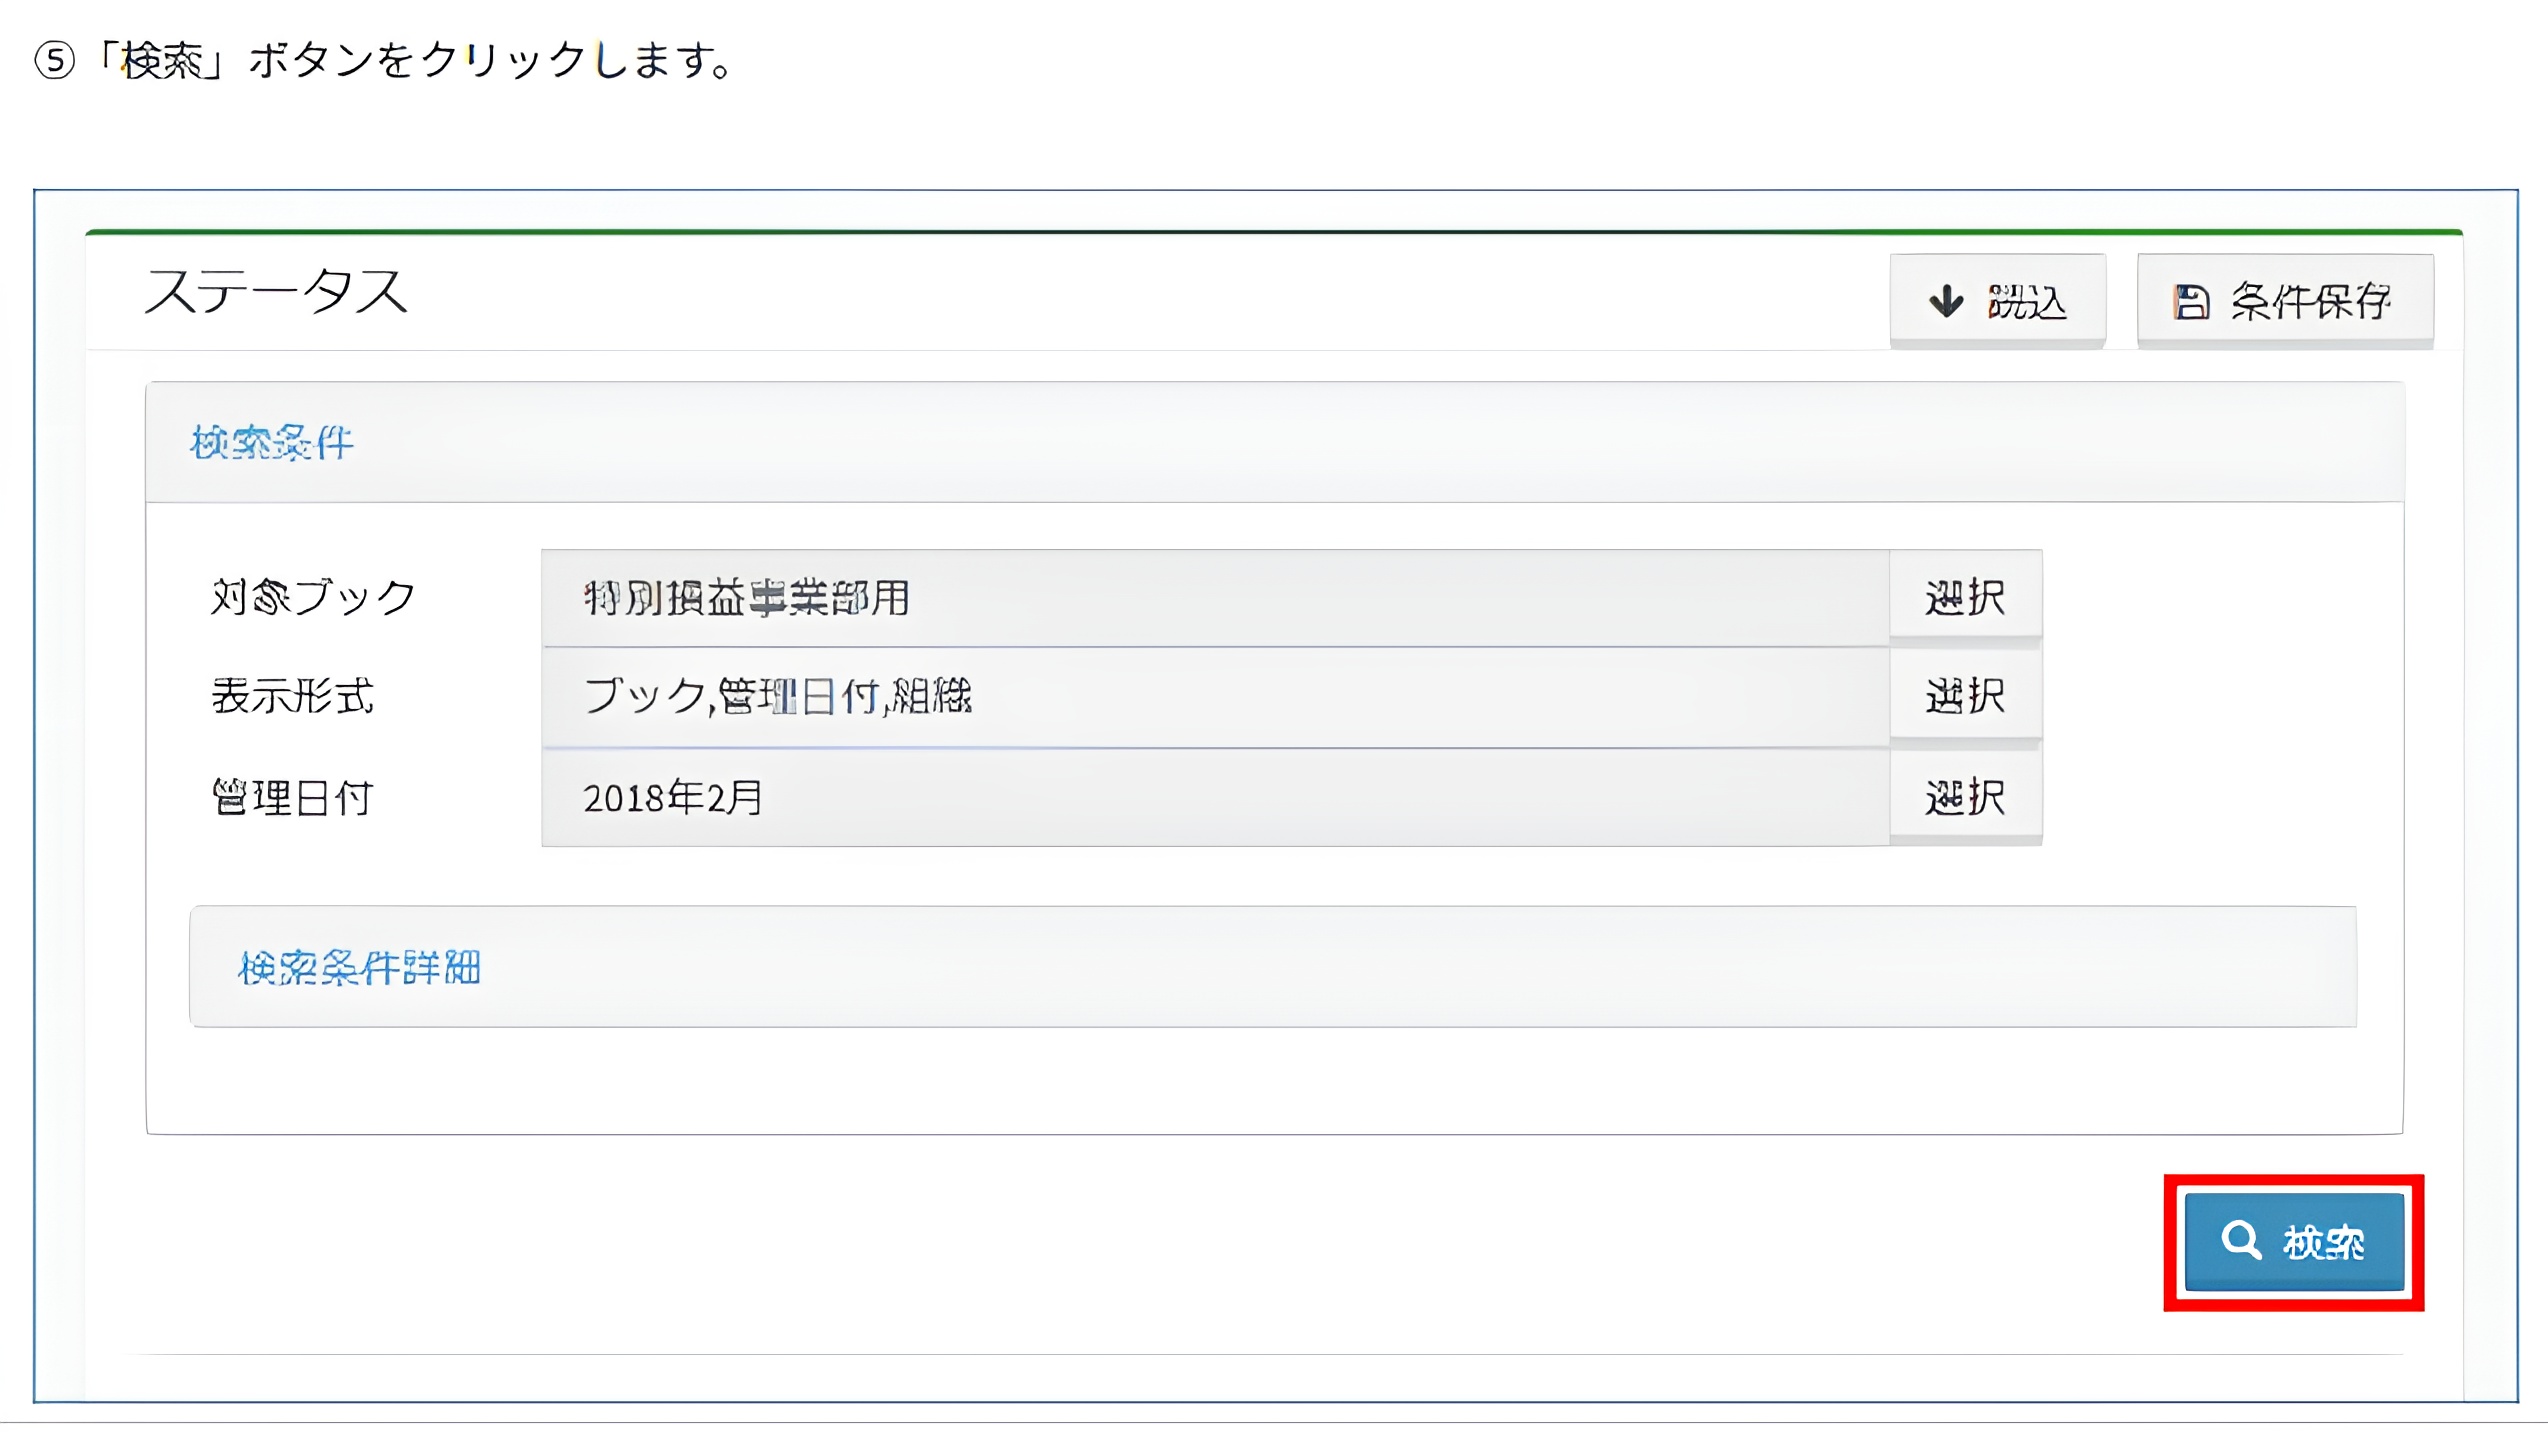 ⑤「検索」ボタンをクリックします。
ステータス
読込
条件保存
検索条件
対象ブック 特別損益事業部用 選択
表示形式 ブック,管理日付,組織 選択
管理日付 2018年2月 選択
検索条件詳細
検索